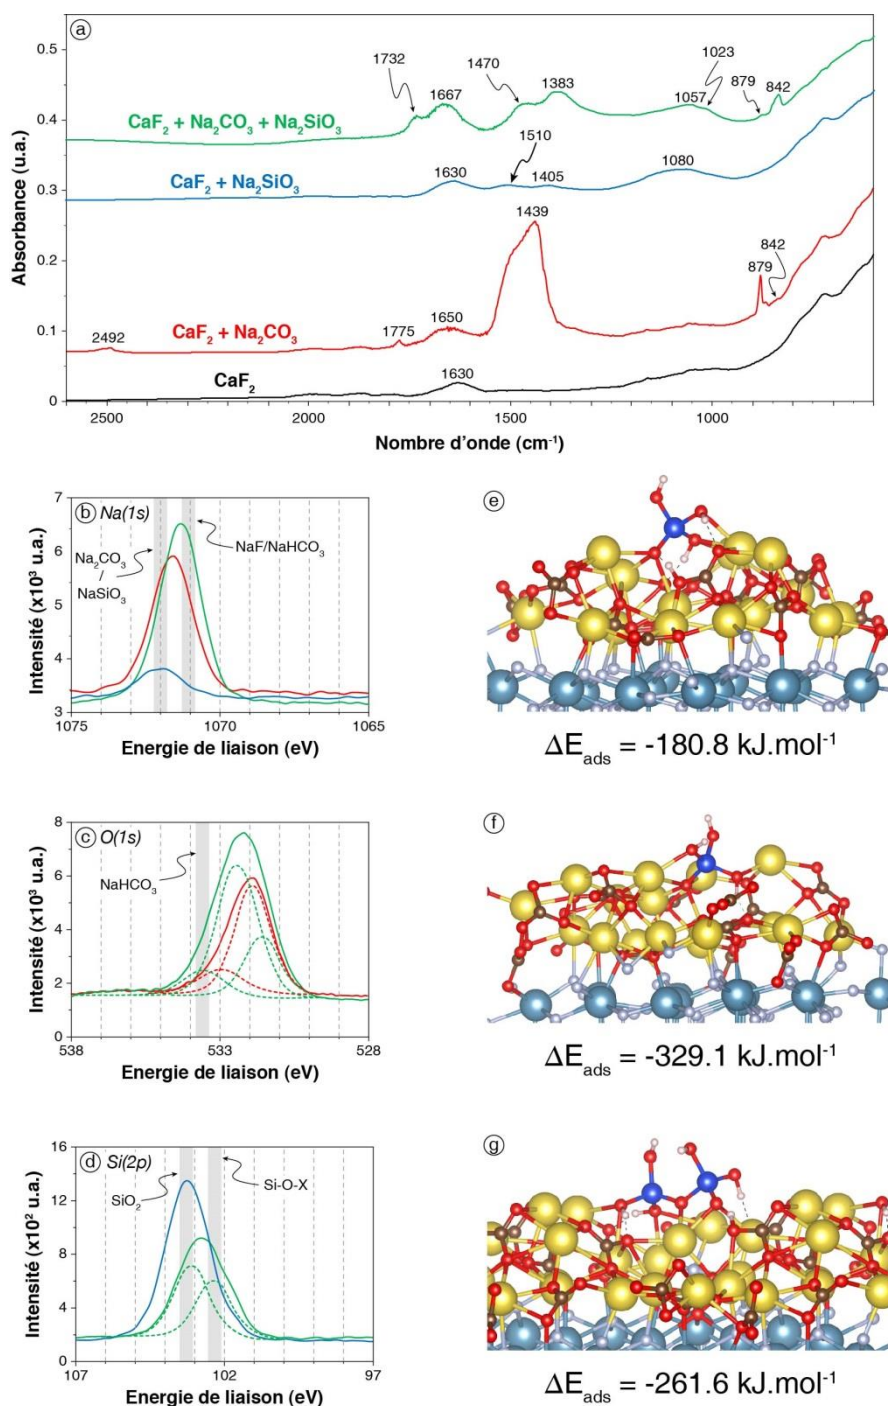 a
Absorbance (u.a.)
0.5
0.4
0.3
0.2
0.1
0
1732
1667
1470
1383
1057
1023
879
842
CaF2 + Na2CO3 + Na2SiO3
1630
1510
1405
1080
CaF2 + Na2SiO3
2492
1775
1650
1439
879
842
CaF2 + Na2CO3
1630
CaF2
2500
2000
1500
1000
Nombre d'onde (cm-1)
b Na(1s)
Intensité (x10³ u.a.)
7
6
5
4
3
Na2CO3
/
NaSiO3
NaF/NaHCO3
1075
1070
1065
Energie de liaison (eV)
e
ΔEads = -180.8 kJ.mol-1
c O(1s)
Intensité (x10³ u.a.)
8
6
4
2
0
NaHCO3
538
533
528
Energie de liaison (eV)
f
ΔEads = -329.1 kJ.mol-1
d Si(2p)
Intensité (x10² u.a.)
16
13
9
6
2
0
SiO2
Si-O-X
107
102
97
Energie de liaison (eV)
g
ΔEads = -261.6 kJ.mol-1